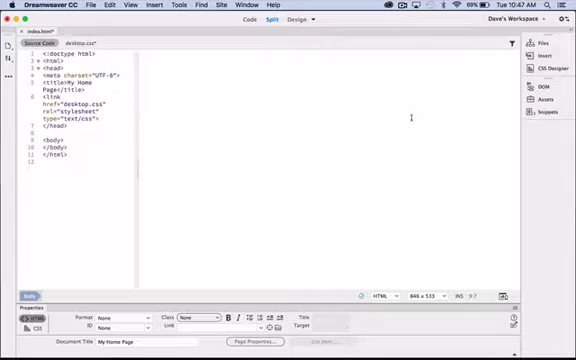 Dreamweaver CC File Edit View Insert Tools Find Site Window Help 69% Tue 10:47 AM
Code Split Design Dave's Workspace
index.html*
Source Code desktop.css*
1 <!doctype html>
2 <html>
3 <head>
4 <meta charset="UTF-8">
5 <title>My Home
Page</title>
6 <link
href="desktop.css"
rel="stylesheet"
type="text/css">
7 </head>
8
9 <body>
10 </body>
11 </html>
12
Files
Insert
CSS Designer
DOM
Assets
Snippets
body HTML 846 x 533 INS 9:7
Properties
HTML Format None Class None B I Title
CSS ID None Link Target
Document Title My Home Page Page Properties... List Item...